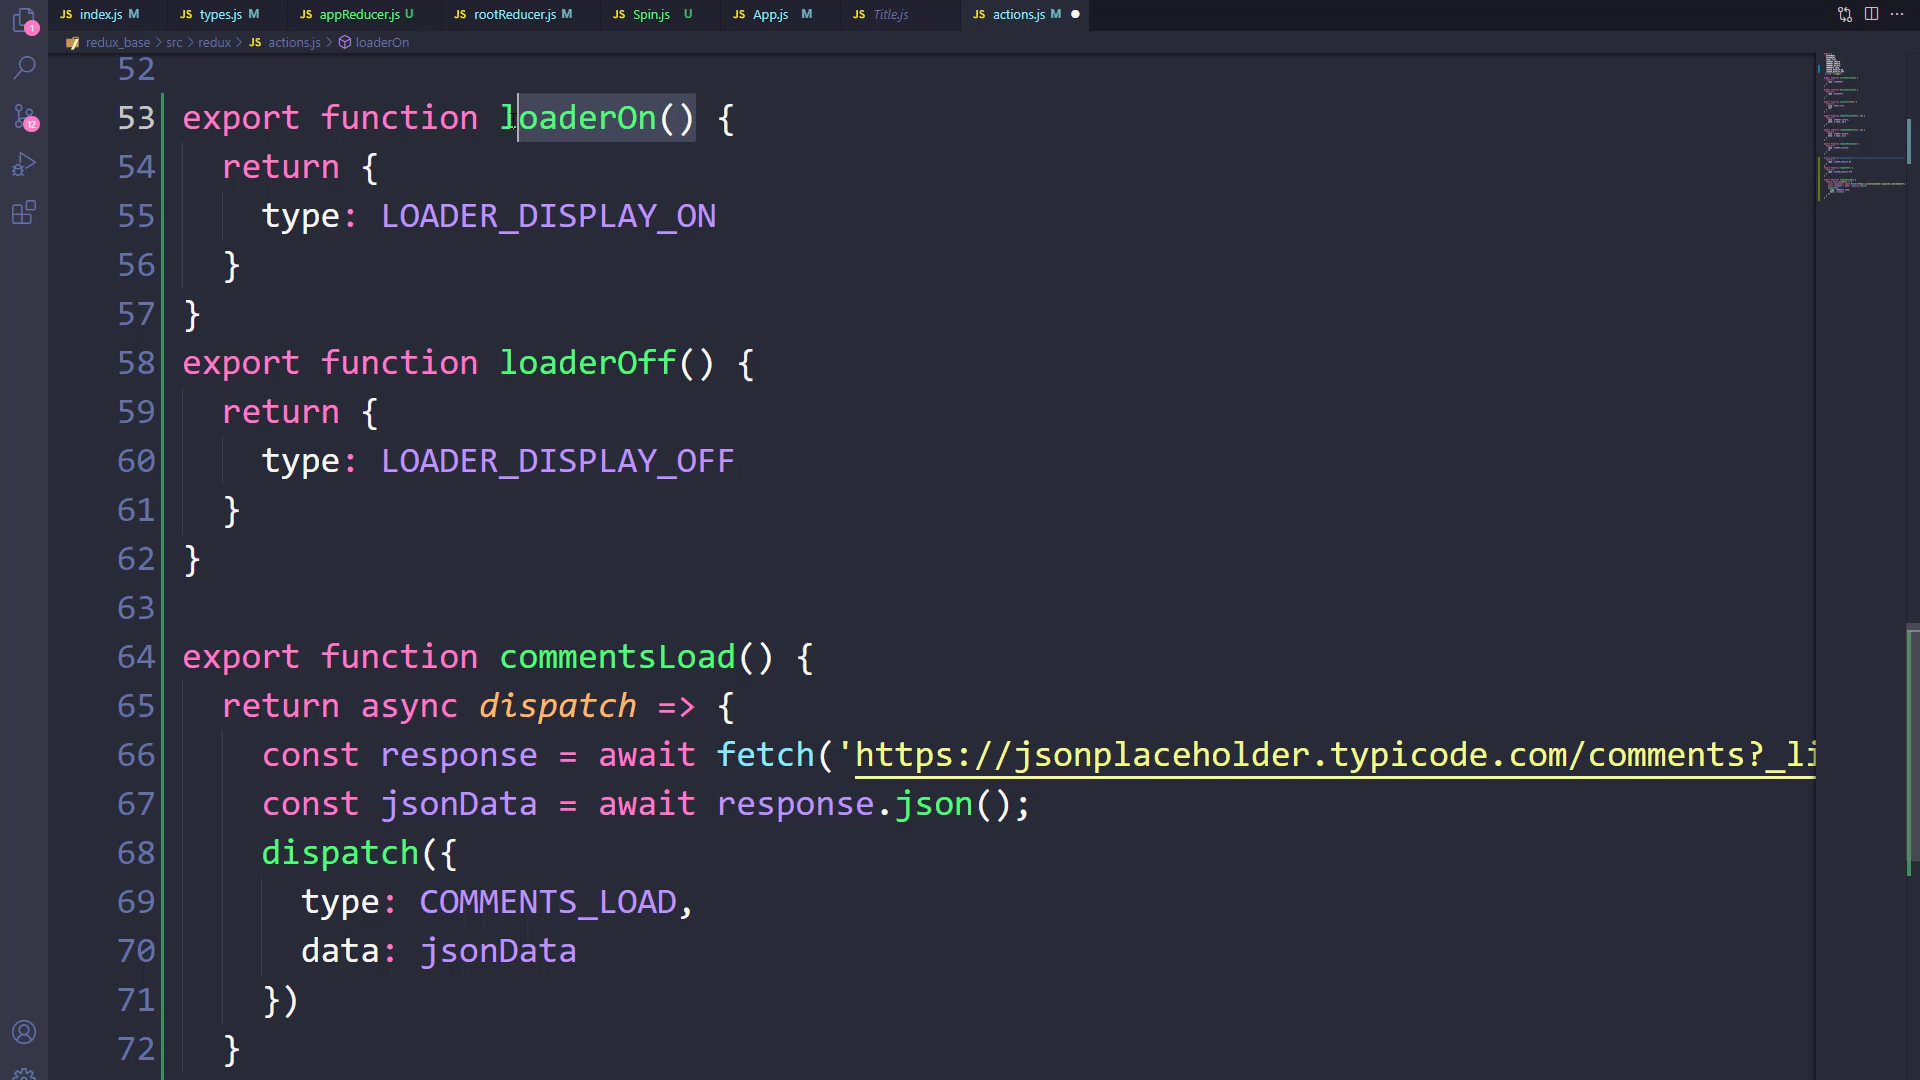 JS index.js M JS types.js M JS appReducer.js U JS rootReducer.js M JS Spin.js U JS App.js M JS Title.js JS actions.js M
redux_base > src > redux > JS actions.js > loaderOn
1
12
52
53 export function loaderOn() {
54 return {
55 type: LOADER_DISPLAY_ON
56 }
57 }
58 export function loaderOff() {
59 return {
60 type: LOADER_DISPLAY_OFF
61 }
62 }
63
64 export function commentsLoad() {
65 return async dispatch => {
66 const response = await fetch('https://jsonplaceholder.typicode.com/comments?_li
67 const jsonData = await response.json();
68 dispatch({
69 type: COMMENTS_LOAD,
70 data: jsonData
71 })
72 }